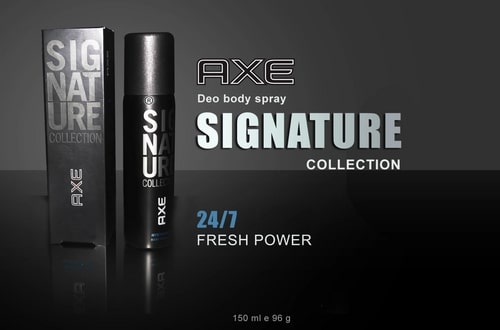 SIG
NAT
URE
COLLECTION
AXE
SIG
NAT
URE
COLLECTION
AXE
AXE
Deo body spray
SIGNATURE
COLLECTION
24/7
FRESH POWER
150 ml e 96 g